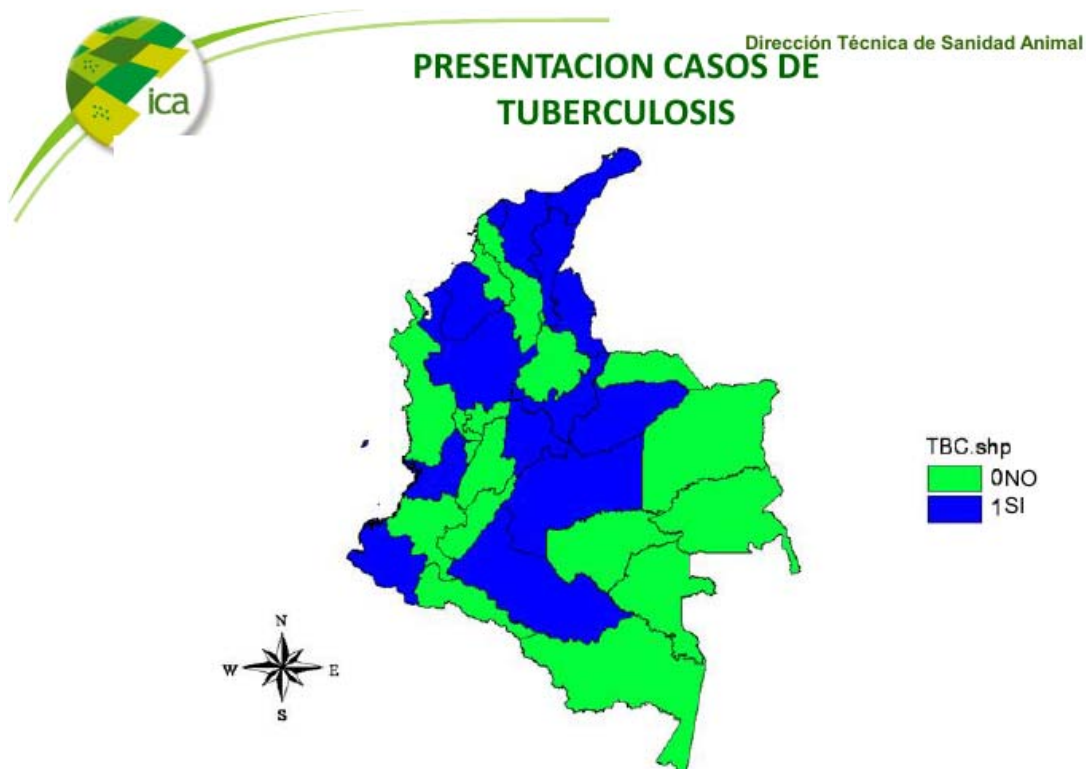 Dirección Técnica de Sanidad Animal
PRESENTACION CASOS DE
TUBERCULOSIS
ica
TBC.shp
0NO
1SI
N
W E
S